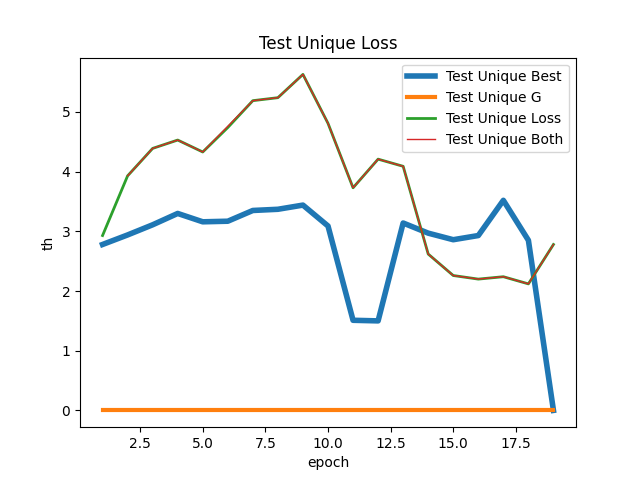 Test Unique Loss
Test Unique Best
Test Unique G
Test Unique Loss
Test Unique Both
th
5
4
3
2
1
0
2.5 5.0 7.5 10.0 12.5 15.0 17.5
epoch